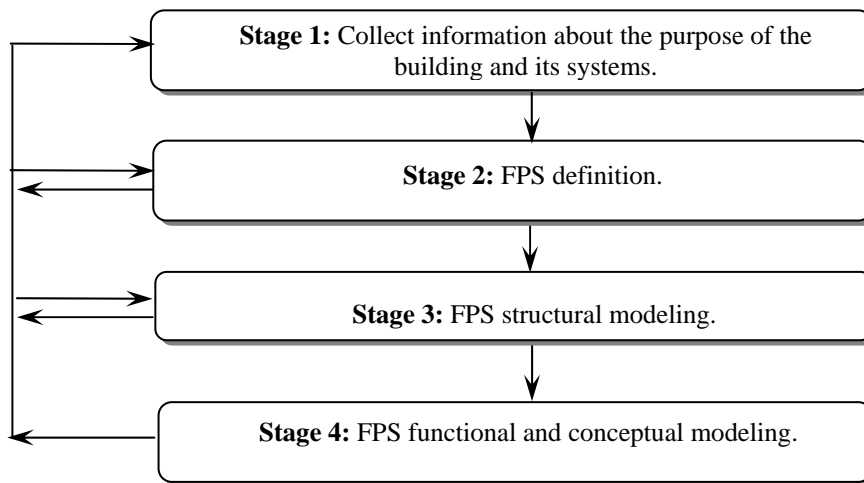 Stage 1: Collect information about the purpose of the
building and its systems.
Stage 2: FPS definition.
Stage 3: FPS structural modeling.
Stage 4: FPS functional and conceptual modeling.